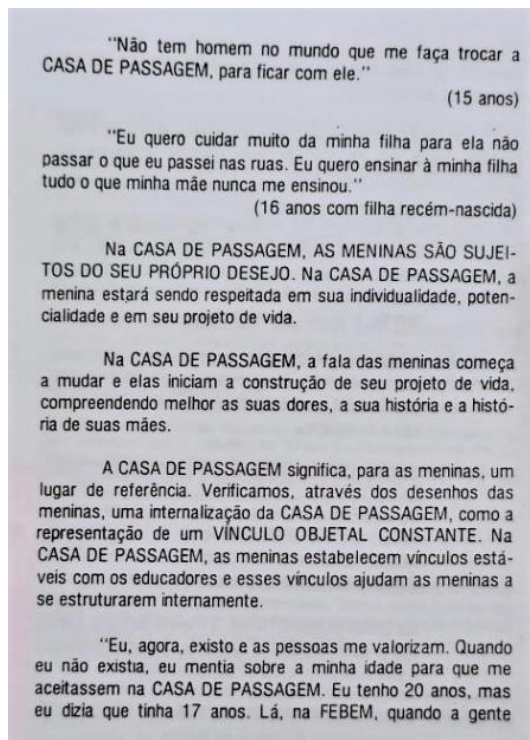 "Não tem homem no mundo que me faça trocar a
CASA DE PASSAGEM, para ficar com ele."
(15 anos)
"Eu quero cuidar muito da minha filha para ela não
passar o que eu passei nas ruas. Eu quero ensinar à minha filha
tudo o que minha mãe nunca me ensinou."
(16 anos com filha recém-nascida)
Na CASA DE PASSAGEM, AS MENINAS SÃO SUJEI-
TOS DO SEU PRÓPRIO DESEJO. Na CASA DE PASSAGEM, a
menina estará sendo respeitada em sua individualidade, poten-
cialidade e em seu projeto de vida.
Na CASA DE PASSAGEM, a fala das meninas começa
a mudar e elas iniciam a construção de seu projeto de vida,
compreendendo melhor as suas dores, a sua história e a histó-
ria de suas mães.
A CASA DE PASSAGEM significa, para as meninas, um
lugar de referência. Verificamos, através dos desenhos das
meninas, uma internalização da CASA DE PASSAGEM, como a
representação de um VÍNCULO OBJETAL CONSTANTE. Na
CASA DE PASSAGEM, as meninas estabelecem vínculos está-
veis com os educadores e esses vínculos ajudam as meninas a
se estruturarem internamente.
"Eu, agora, existo e as pessoas me valorizam. Quando
eu não existia, eu mentia sobre a minha idade para que me
aceitassem na CASA DE PASSAGEM. Eu tenho 20 anos, mas
eu dizia que tinha 17 anos. Lá, na FEBEM, quando a gente